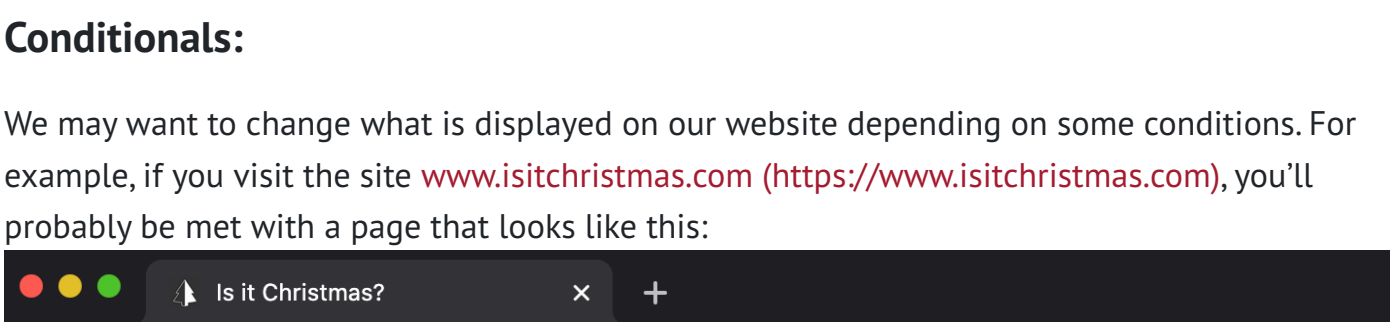 Conditionals:
We may want to change what is displayed on our website depending on some conditions. For
example, if you visit the site www.isitchristmas.com (https://www.isitchristmas.com), you’ll
probably be met with a page that looks like this:
Is it Christmas?